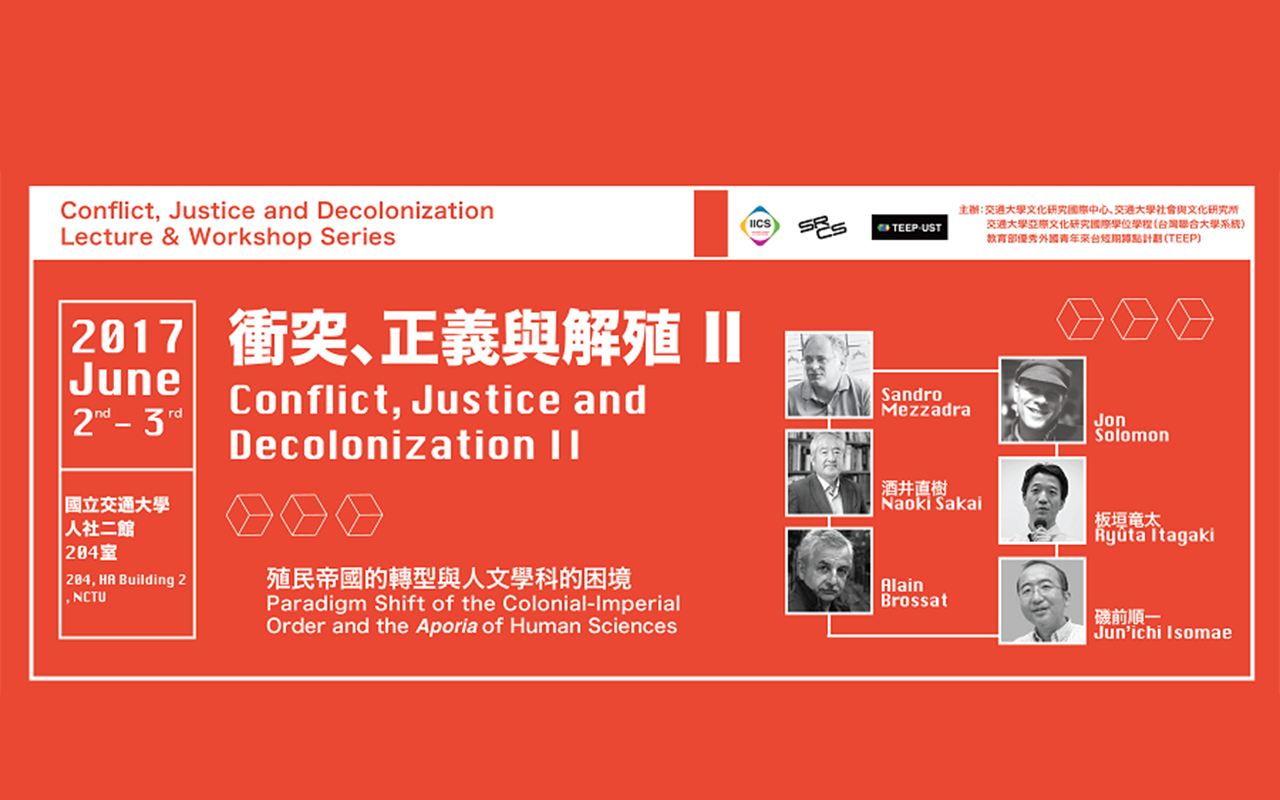 Conflict, Justice and Decolonization
Lecture & Workshop Series
IICS
SRCS
TEEP-UST
主辦：交通大學文化研究國際中心、交通大學社會與文化研究所
交通大學亞際文化研究國際學位學程（台灣聯合大學系統）
教育部優秀外國青年來台短期蹲點計劃（TEEP）
2017
June
2nd – 3rd
國立交通大學
人社二館
204室
204, HA Building 2
, NCTU
衝突、正義與解殖 II
Conflict, Justice and
Decolonization II
殖民帝國的轉型與人文學科的困境
Paradigm Shift of the Colonial-Imperial
Order and the Aporia of Human Sciences
Sandro
Mezzadra
酒井直樹
Naoki Sakai
Alain
Brossat
Jon
Solomon
板垣竜太
Ryūta Itagaki
磯前順一
Jun'ichi Isomae